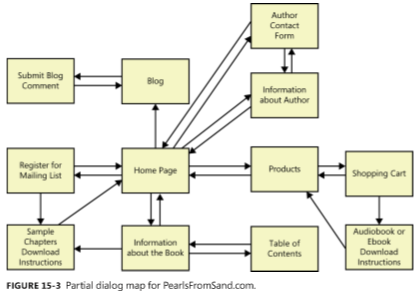 Author
Contact
Form
Submit Blog
Comment
Blog
Information
about Author
Register for
Mailing List
Home Page
Products
Shopping Cart
Sample
Chapters
Download
Instructions
Information
about the Book
Table of
Contents
Audiobook or
Ebook
Download
Instructions
FIGURE 15-3 Partial dialog map for PearlsFromSand.com.